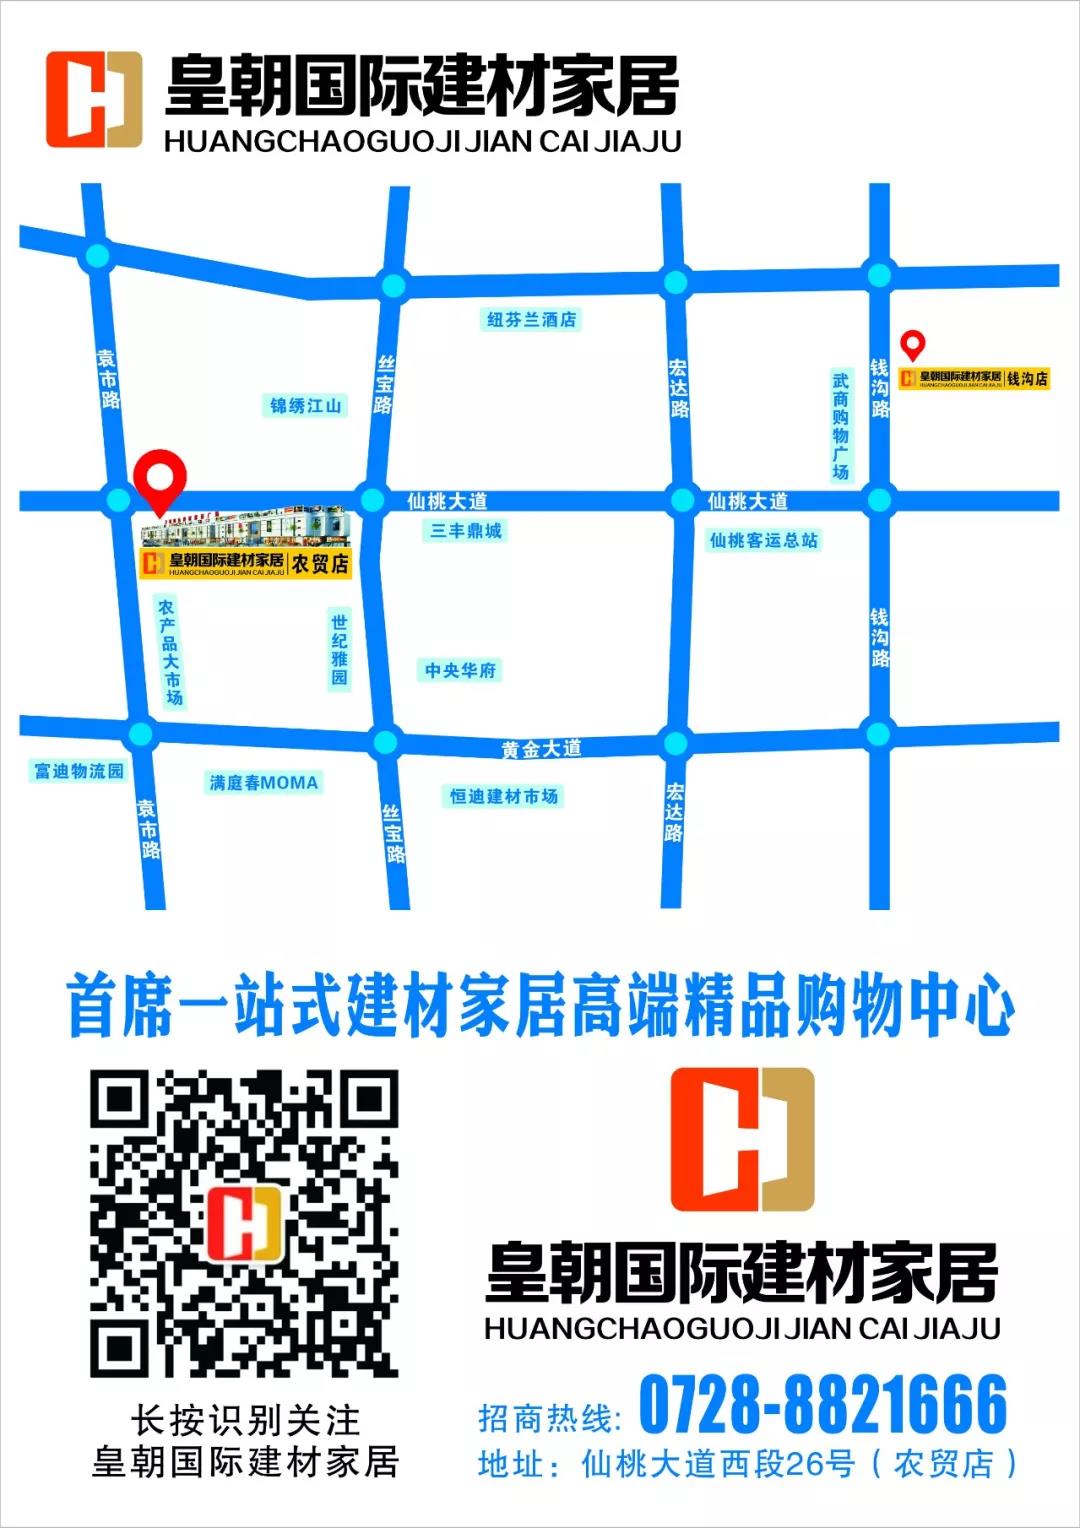 皇朝国际建材家居
HUANGCHAOGUOJI JIAN CAI JIAJU
纽芬兰酒店
袁市路
丝宝路
宏达路
钱沟路
武商购物广场
皇朝国际建材家居
HUANGCHAOGUOJI JIAN CAI JIAJU
钱沟店
锦绣江山
仙桃大道
仙桃大道
三丰鼎城
仙桃客运总站
皇朝国际建材家居
HUANGCHAOGUOJI JIAN CAI JIAJU
农贸店
农产品大市场
世纪雅园
中央华府
钱沟路
黄金大道
富迪物流园
满庭春MOMA
恒迪建材市场
袁市路
丝宝路
宏达路
首席一站式建材家居高端精品购物中心
长按识别关注
皇朝国际建材家居
皇朝国际建材家居
HUANGCHAOGUOJI JIAN CAI JIAJU
招商热线: 0728-8821666
地址：仙桃大道西段26号（农贸店）